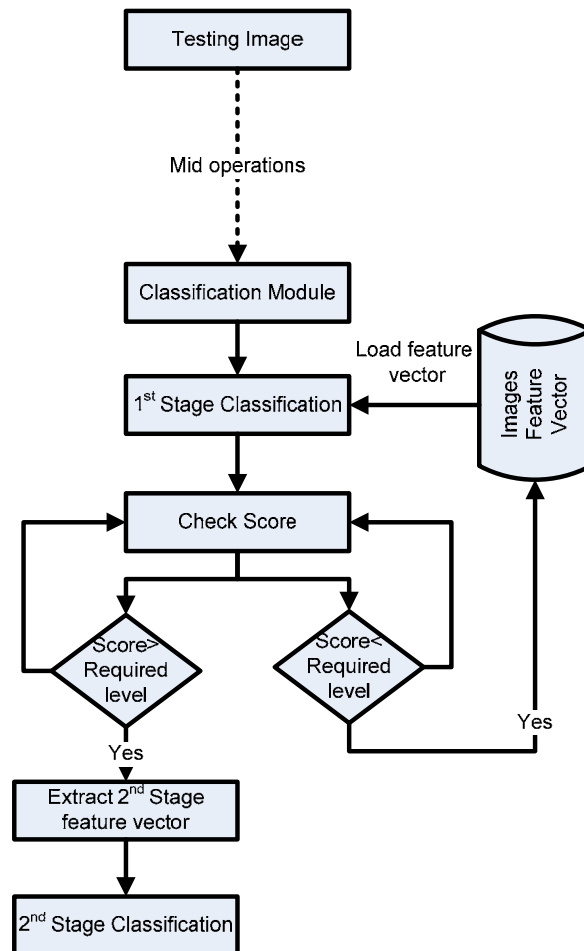 Testing Image
Mid operations
Classification Module
Load feature
vector
1st Stage Classification
Images
Feature
Vector
Check Score
Score>
Required
level
Score<
Required
level
Yes
Yes
Extract 2nd Stage
feature vector
2nd Stage Classification